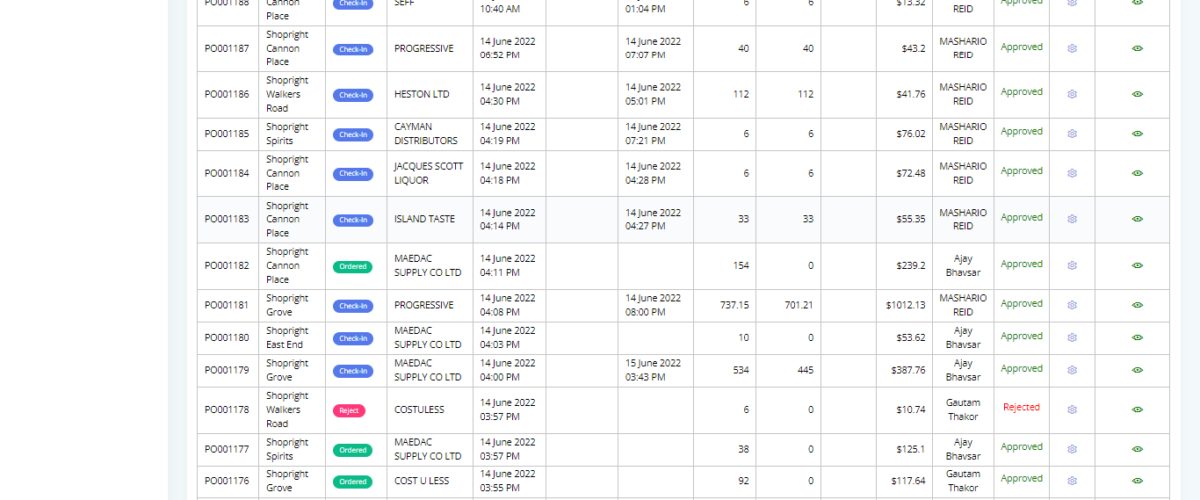 PO001188 Cannon Check-In SEFF 10:40 AM 01:04 PM 6 6 $13.32 REID Approved
Place
Shopright
PO001187 Cannon Check-In PROGRESSIVE 14 June 2022 14 June 2022 40 40 $43.2 MASHARIO Approved
Place 06:52 PM 07:07 PM REID
Shopright
PO001186 Walkers Check-In HESTON LTD 14 June 2022 14 June 2022 112 112 $41.76 MASHARIO Approved
Road 04:30 PM 05:01 PM REID
PO001185 Shopright Check-In CAYMAN 14 June 2022 14 June 2022 6 6 $76.02 MASHARIO Approved
Spirits DISTRIBUTORS 04:19 PM 07:21 PM REID
Shopright
PO001184 Cannon Check-In JACQUES SCOTT 14 June 2022 14 June 2022 6 6 $72.48 MASHARIO Approved
Place LIQUOR 04:18 PM 04:28 PM REID
Shopright
PO001183 Cannon Check-In ISLAND TASTE 14 June 2022 14 June 2022 33 33 $55.35 MASHARIO Approved
Place 04:14 PM 04:27 PM REID
Shopright
PO001182 Cannon Ordered MAEDAC 14 June 2022 154 0 $239.2 Ajay Approved
Place SUPPLY CO LTD 04:11 PM Bhavsar
PO001181 Shopright Check-In PROGRESSIVE 14 June 2022 14 June 2022 737.15 701.21 $1012.13 MASHARIO Approved
Grove 04:08 PM 08:00 PM REID
PO001180 Shopright Check-In MAEDAC 14 June 2022 10 0 $53.62 Ajay Approved
East End SUPPLY CO LTD 04:03 PM Bhavsar
PO001179 Shopright Check-In MAEDAC 14 June 2022 15 June 2022 534 445 $387.76 Ajay Approved
Grove SUPPLY CO LTD 04:00 PM 03:43 PM Bhavsar
Shopright
PO001178 Walkers Reject COSTULESS 14 June 2022 6 0 $10.74 Gautam Rejected
Road 03:57 PM Thakor
PO001177 Shopright Ordered MAEDAC 14 June 2022 38 0 $125.1 Ajay Approved
Spirits SUPPLY CO LTD 03:57 PM Bhavsar
PO001176 Shopright Ordered COST U LESS 14 June 2022 92 0 $117.64 Gautam Approved
Grove 03:55 PM Thakor